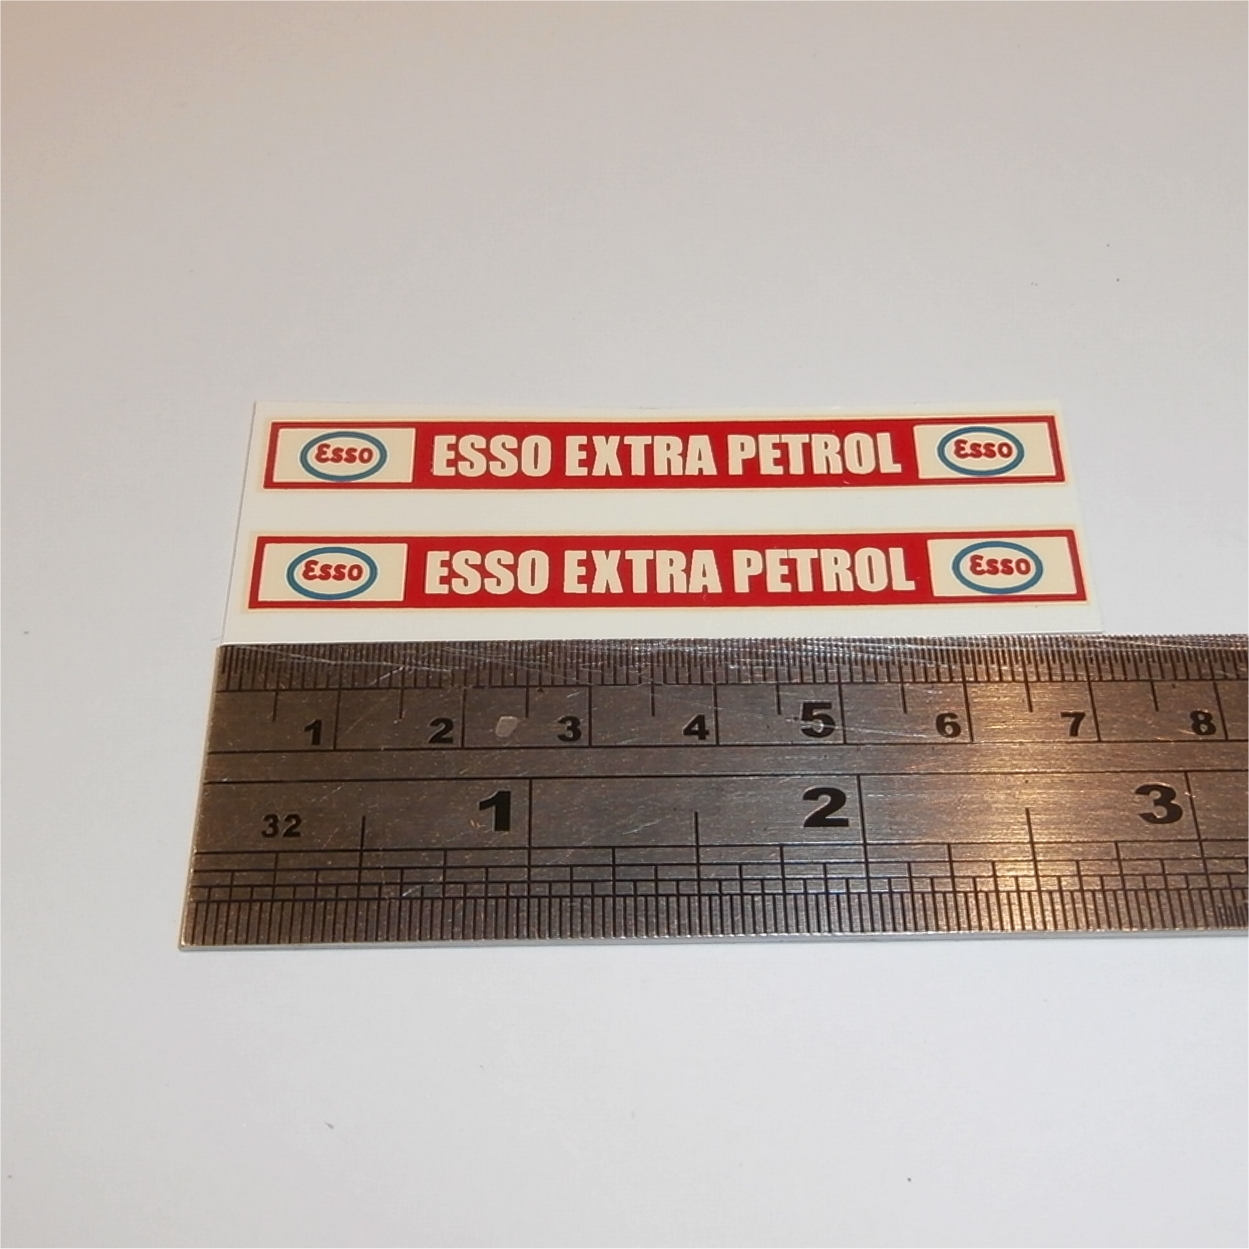 Esso ESSO EXTRA PETROL Esso
Esso ESSO EXTRA PETROL Esso
1 2 3 4 5 6 7 8
32 1 2 3